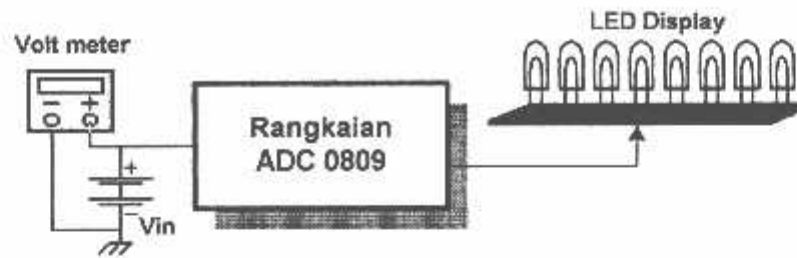 LED Display
Volt meter
Rangkaian
ADC 0809
+
Vin